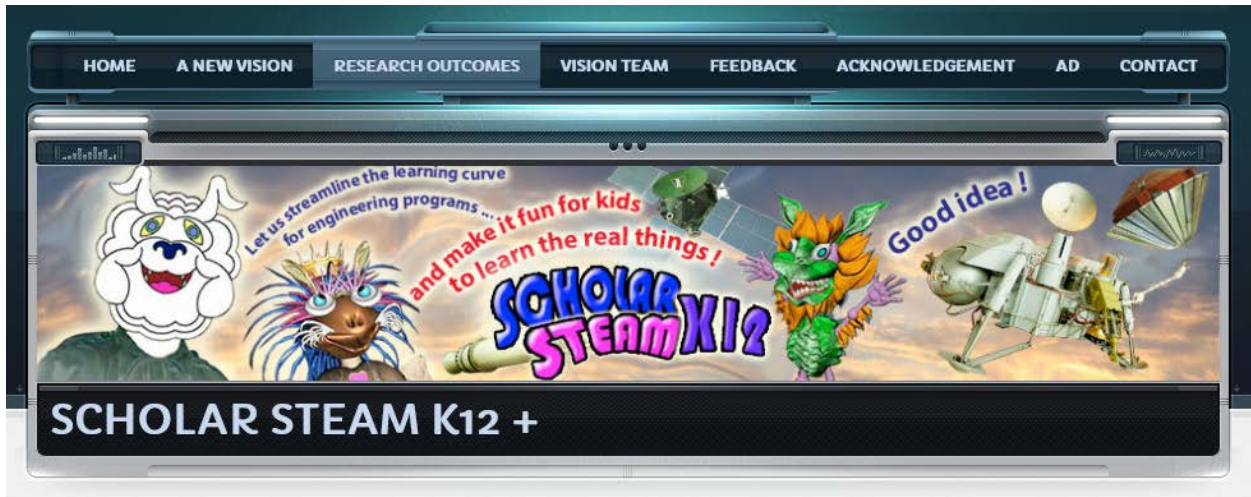 HOME A NEW VISION RESEARCH OUTCOMES VISION TEAM FEEDBACK ACKNOWLEDGEMENT AD CONTACT
Let us streamline the learning curve
for engineering programs ...
and make it fun for kids
to learn the real things !
Good idea !
SCHOLAR
STEAM K12
SCHOLAR STEAM K12 +